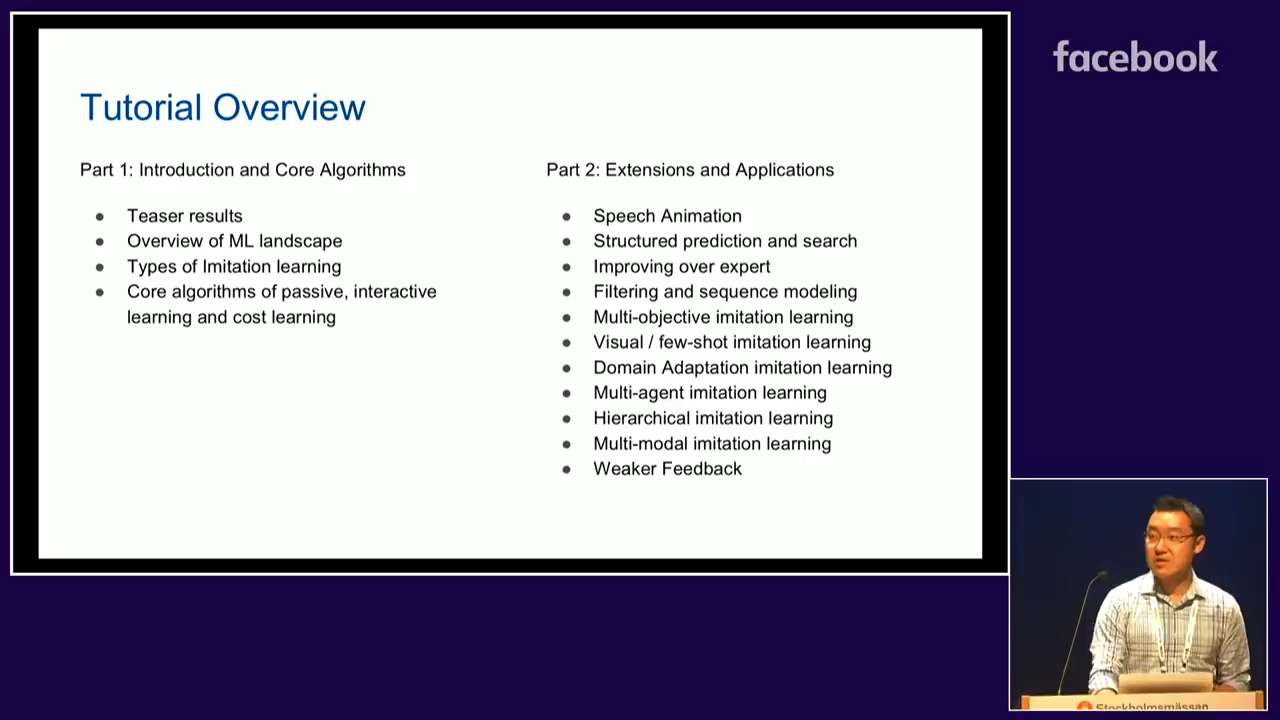 facebook
Tutorial Overview
Part 1: Introduction and Core Algorithms
● Teaser results
● Overview of ML landscape
● Types of Imitation learning
● Core algorithms of passive, interactive
learning and cost learning
Part 2: Extensions and Applications
● Speech Animation
● Structured prediction and search
● Improving over expert
● Filtering and sequence modeling
● Multi-objective imitation learning
● Visual / few-shot imitation learning
● Domain Adaptation imitation learning
● Multi-agent imitation learning
● Hierarchical imitation learning
● Multi-modal imitation learning
● Weaker Feedback
Stockholmsmässan